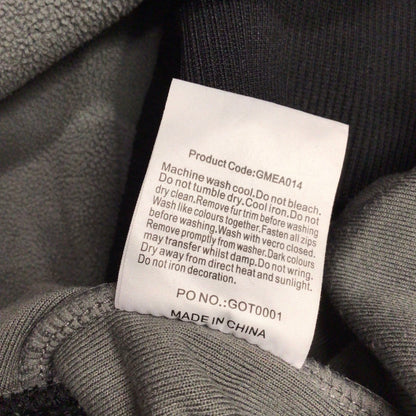 Product Code:GMEA014
Machine wash cool.Do not bleach.
Do not tumble dry.Cool iron.Do not
dry clean.Remove fur trim before washing
Wash like colours together.Fasten all zips
before washing.Wash with vecro closed.
Remove promptly from washer.Dark colours
may transfer whilst damp.Do not wring.
Dry away from direct heat and sunlight.
Do not iron decoration.
PO NO.:GOT0001
MADE IN CHINA